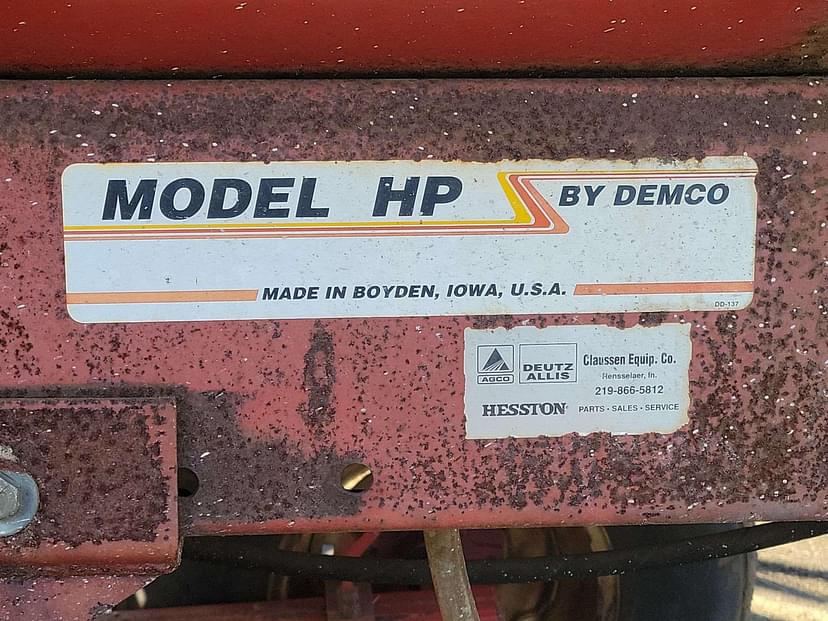 MODEL HP BY DEMCO
MADE IN BOYDEN, IOWA, U.S.A.
DD-137
AGCO
DEUTZ
ALLIS
Claussen Equip. Co.
Rensselaer, In.
219-866-5812
HESSTON
PARTS - SALES - SERVICE